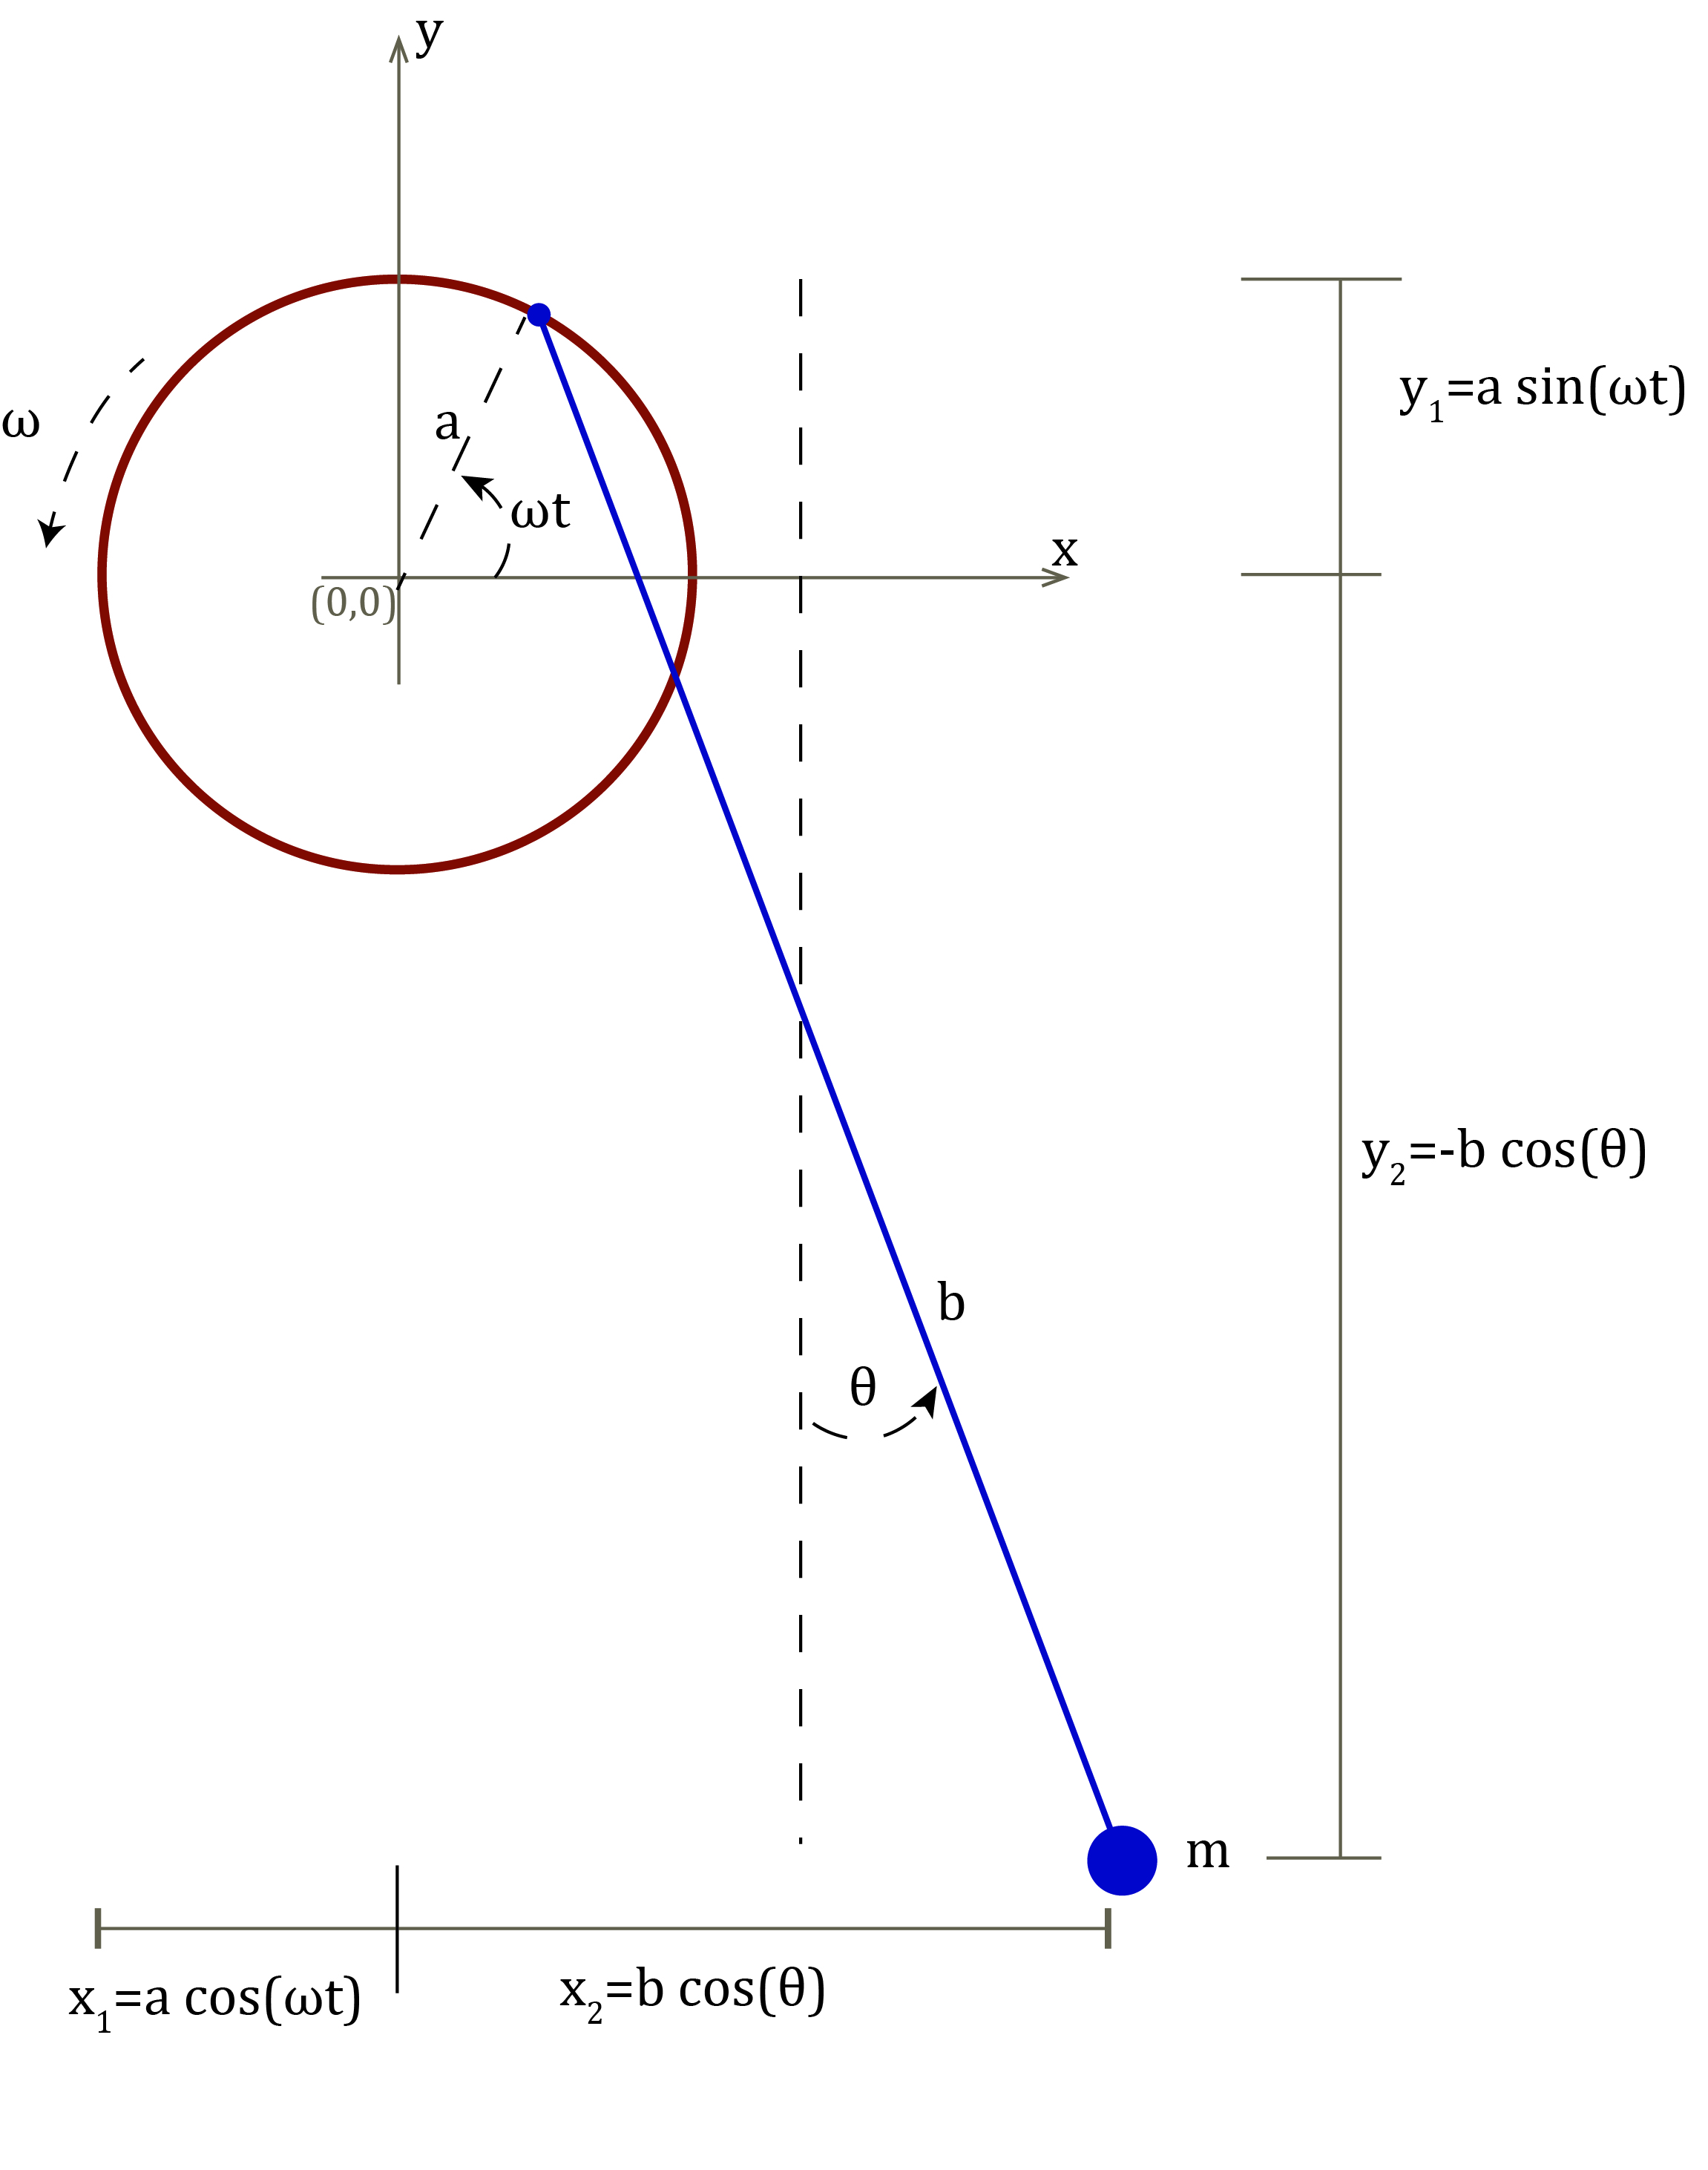 y
y₁=a sin(ωt)
ω
a
ωt
x
(0,0)
y₂=-b cos(θ)
b
θ
m
x₁=a cos(ωt)
x₂=b cos(θ)